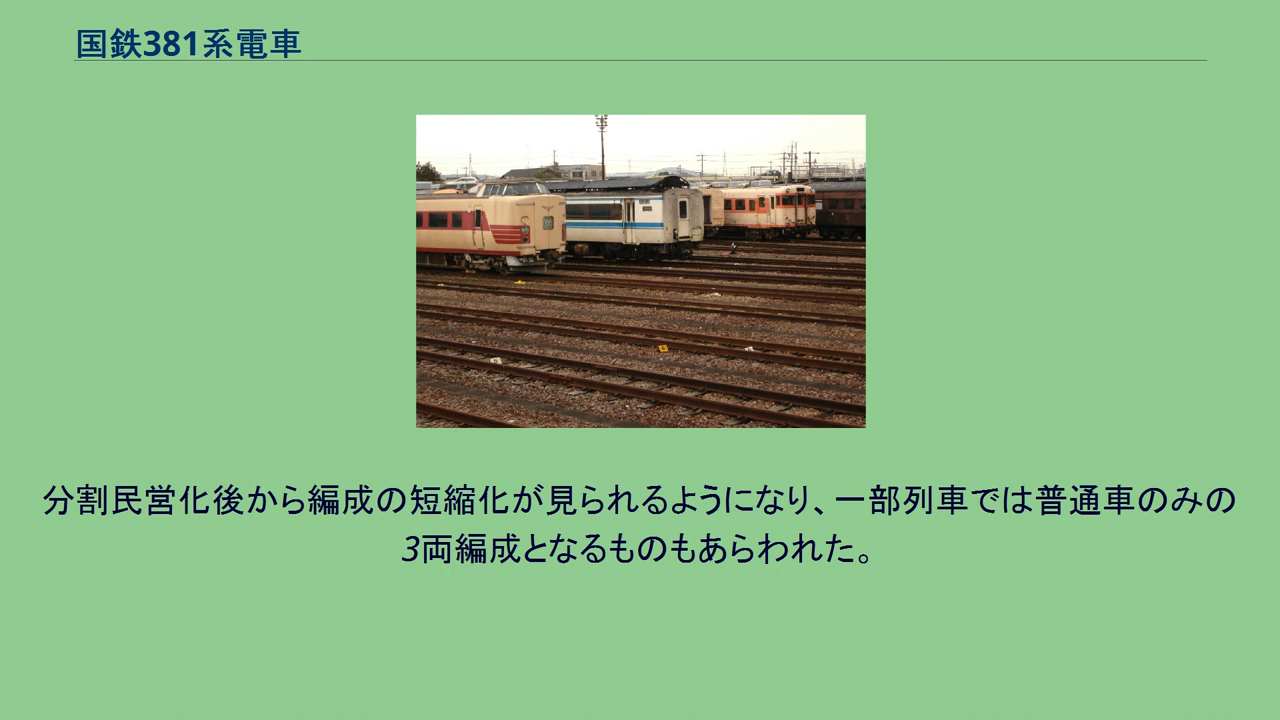 国鉄381系電車
分割民営化後から編成の短縮化が見られるようになり、一部列車では普通車のみの
3両編成となるものもあらわれた。